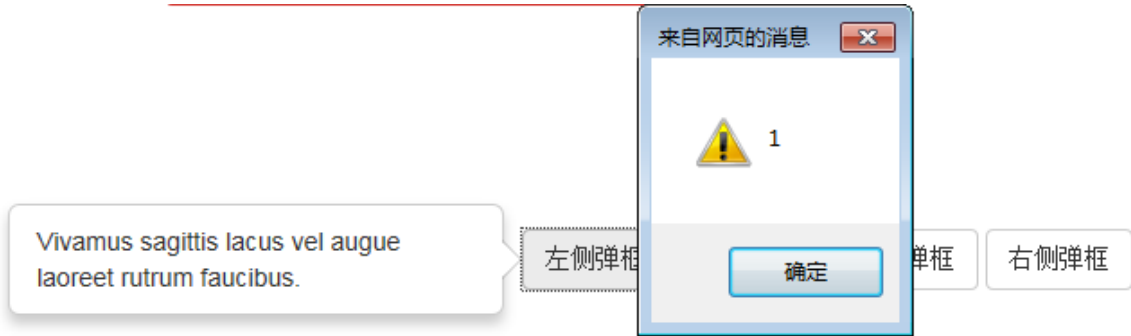 来自网页的消息
1
Vivamus sagittis lacus vel augue
laoreet rutrum faucibus.
左侧弹框
弹框
右侧弹框
确定